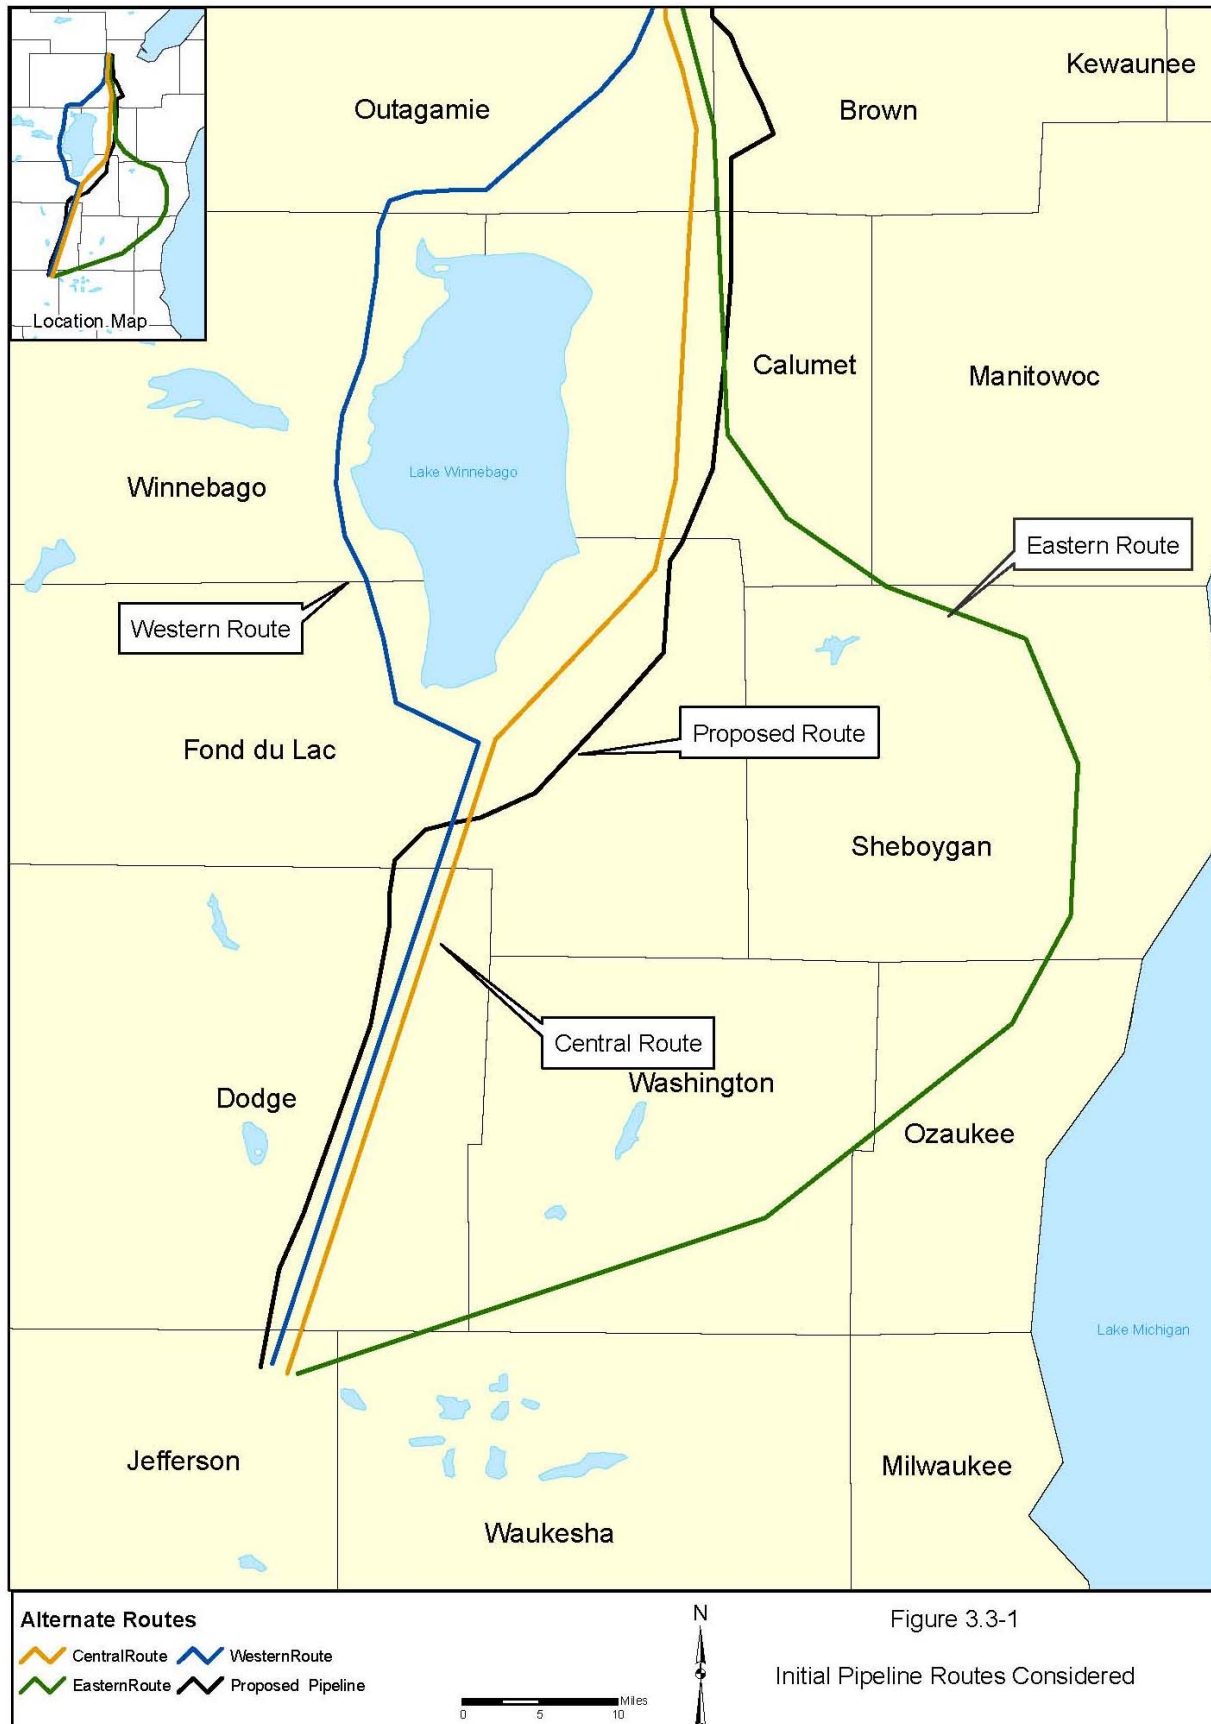 Kewaunee
Outagamie
Brown
Location Map
Calumet
Manitowoc
Lake Winnebago
Winnebago
Eastern Route
Western Route
Proposed Route
Fond du Lac
Sheboygan
Central Route
Washington
Dodge
Ozaukee
Lake Michigan
Jefferson
Milwaukee
Waukesha
Alternate Routes
CentralRoute
WesternRoute
EasternRoute
Proposed Pipeline
Miles
0 5 10
N
Figure 3.3-1
Initial Pipeline Routes Considered